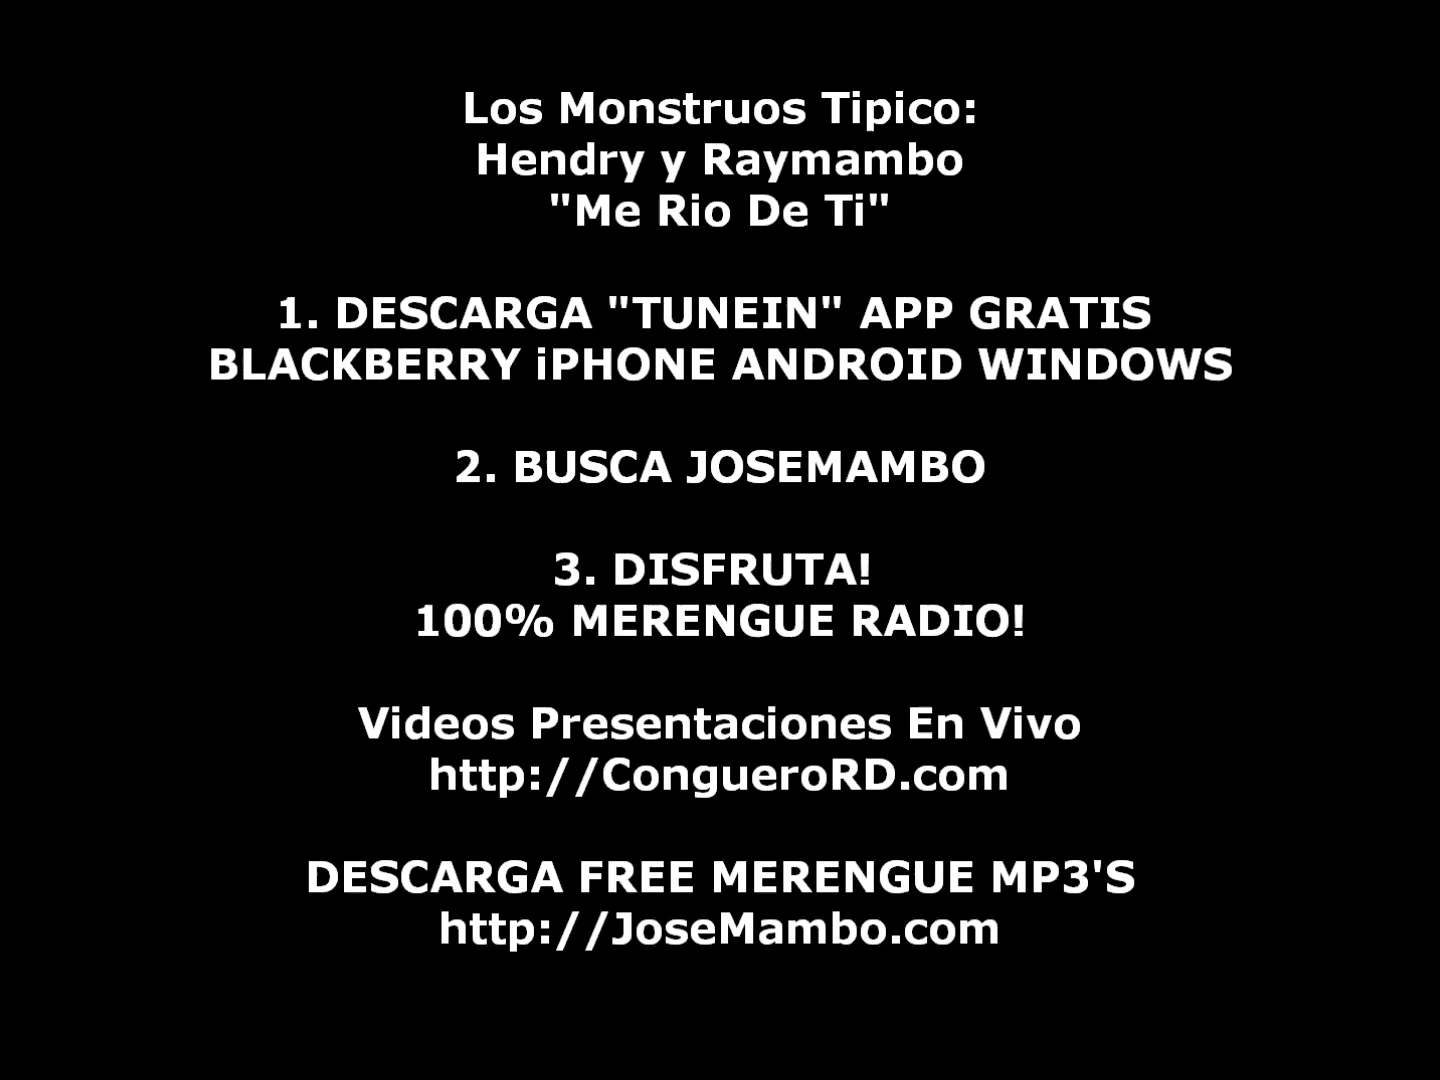 Los Monstruos Tipico:
Hendry y Raymambo
"Me Rio De Ti"
1. DESCARGA "TUNEIN" APP GRATIS
BLACKBERRY iPHONE ANDROID WINDOWS
2. BUSCA JOSEMAMBO
3. DISFRUTA!
100% MERENGUE RADIO!
Videos Presentaciones En Vivo
http://CongueroRD.com
DESCARGA FREE MERENGUE MP3'S
http://JoseMambo.com